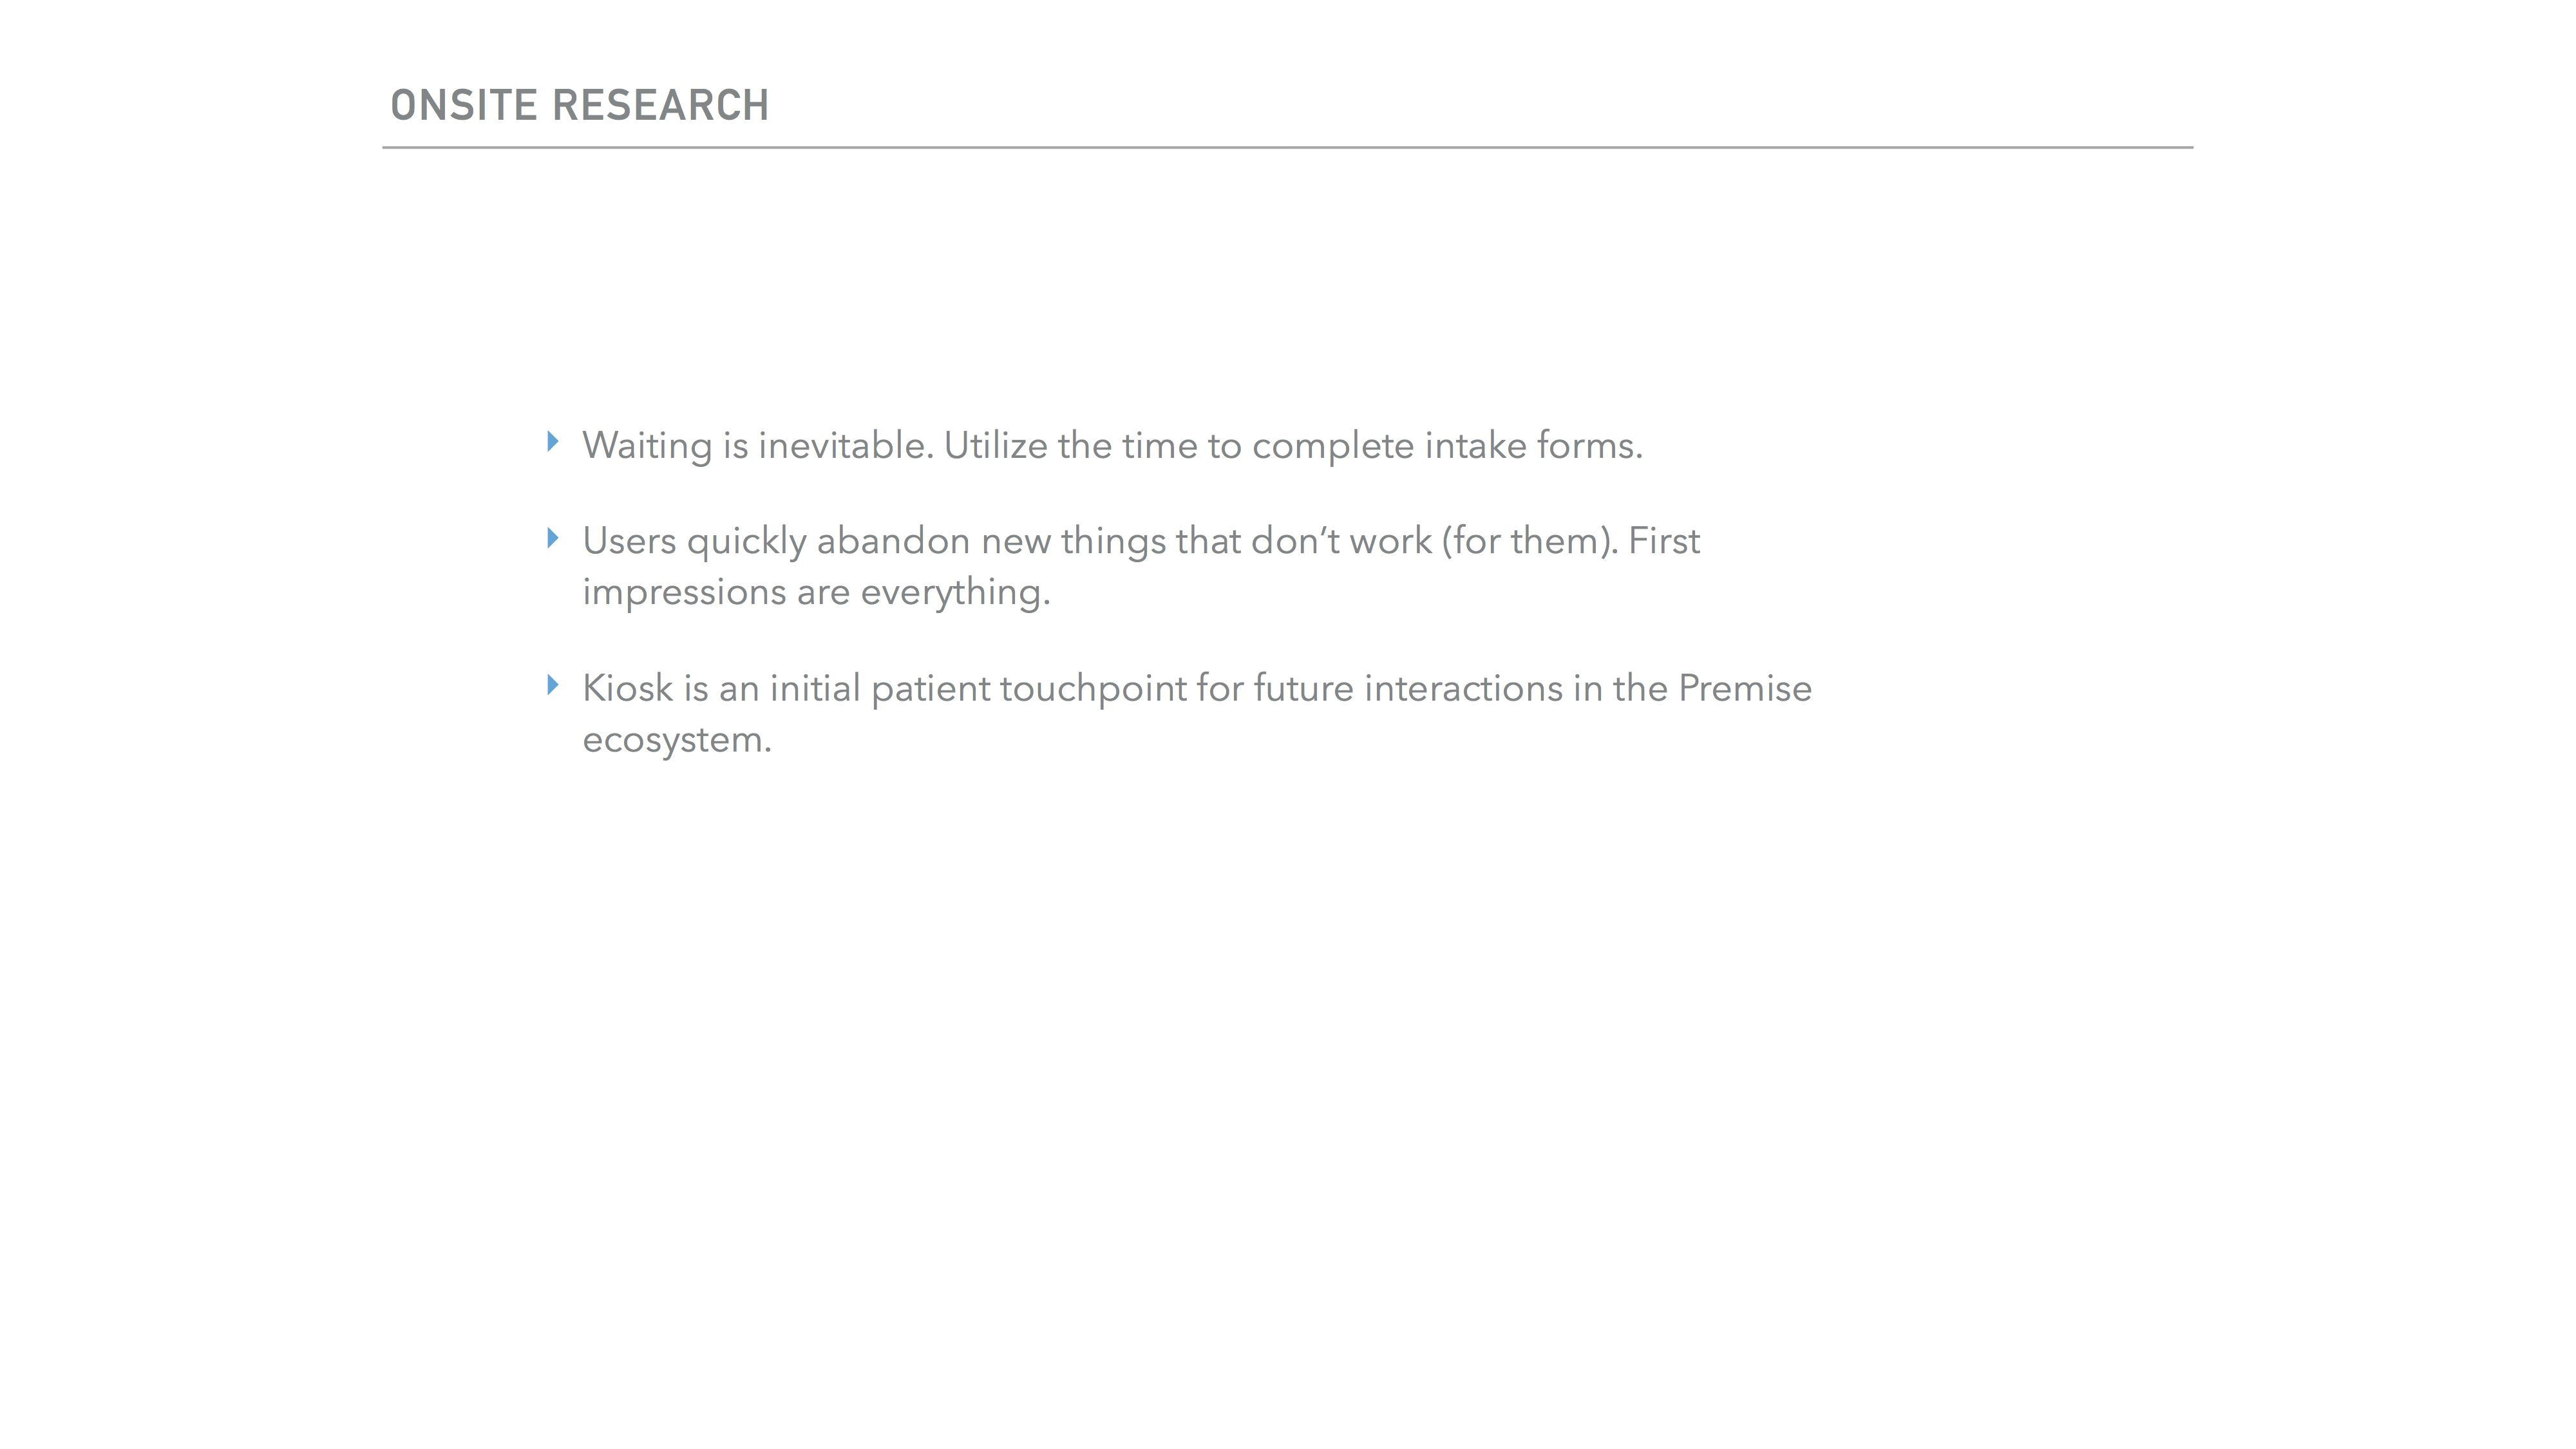 ONSITE RESEARCH
Waiting is inevitable. Utilize the time to complete intake forms.
Users quickly abandon new things that don’t work (for them). First
impressions are everything.
Kiosk is an initial patient touchpoint for future interactions in the Premise
ecosystem.